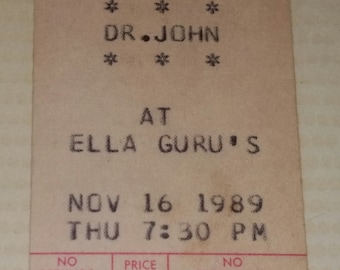 * * *
DR.JOHN
* * *
AT
ELLA GURU'S
NOV 16 1989
THU 7:30 PM
NO PRICE NO